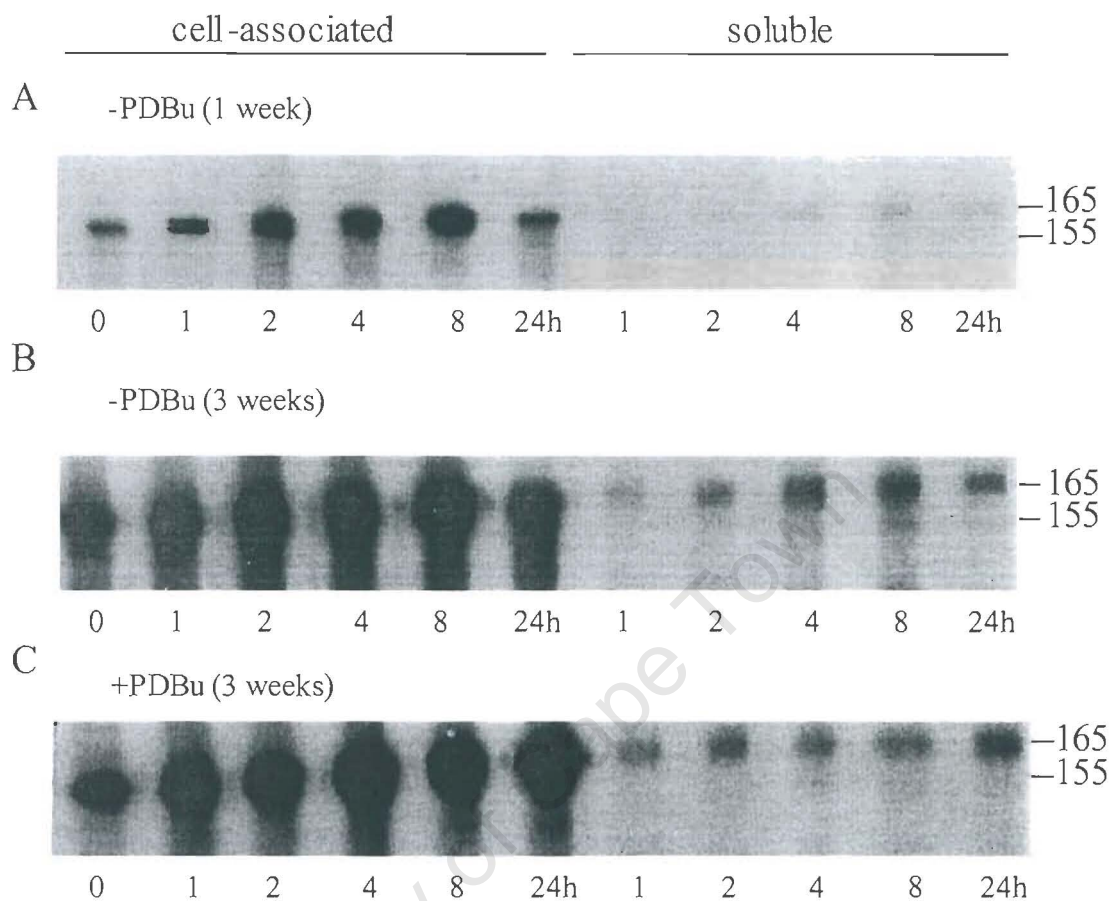 cell-associated soluble
A
-PDBu (1 week)
165
155
0 1 2 4 8 24h 1 2 4 8 24h
B
-PDBu (3 weeks)
165
155
0 1 2 4 8 24h 1 2 4 8 24h
C
+PDBu (3 weeks)
165
155
0 1 2 4 8 24h 1 2 4 8 24h